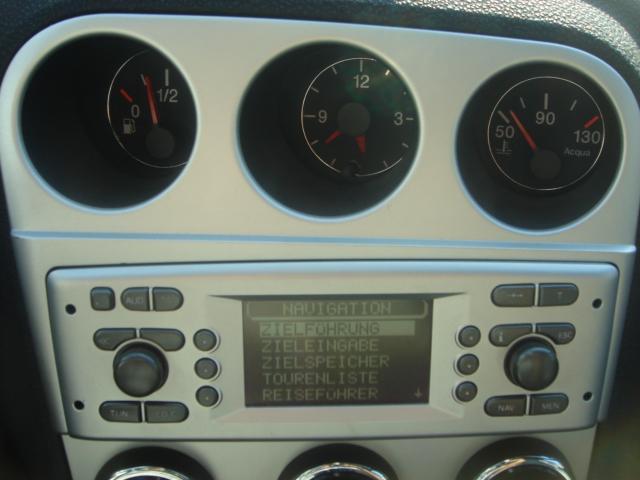 0 1/2
12
9 3
50 90 130
Acqua
NAVIGATION
ZIELFÜHRUNG
ZIELEINGABE
ZIELSPEICHER
TOURENLISTE
REISEFÜHRER
AUD
ESC
TUN
NAV MEN